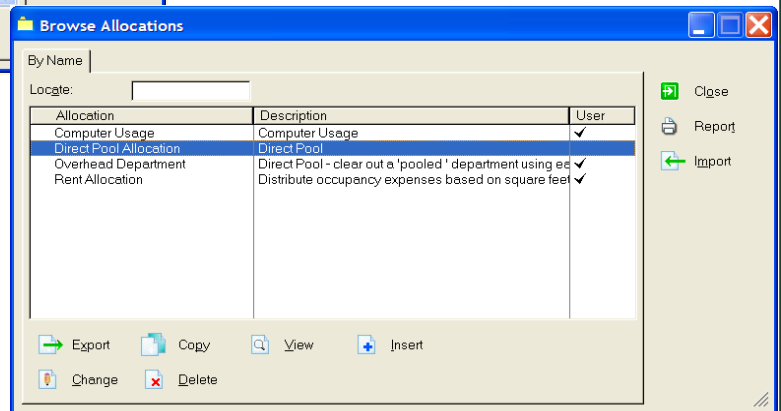 Browse Allocations
By Name
Locate:
Close
Allocation Description User
Report
Computer Usage Computer Usage ✓
Direct Pool Allocation Direct Pool
Overhead Department Direct Pool - clear out a 'pooled ' department using ea ✓
Import
Rent Allocation Distribute occupancy expenses based on square feet ✓
Export Copy View Insert
Change Delete